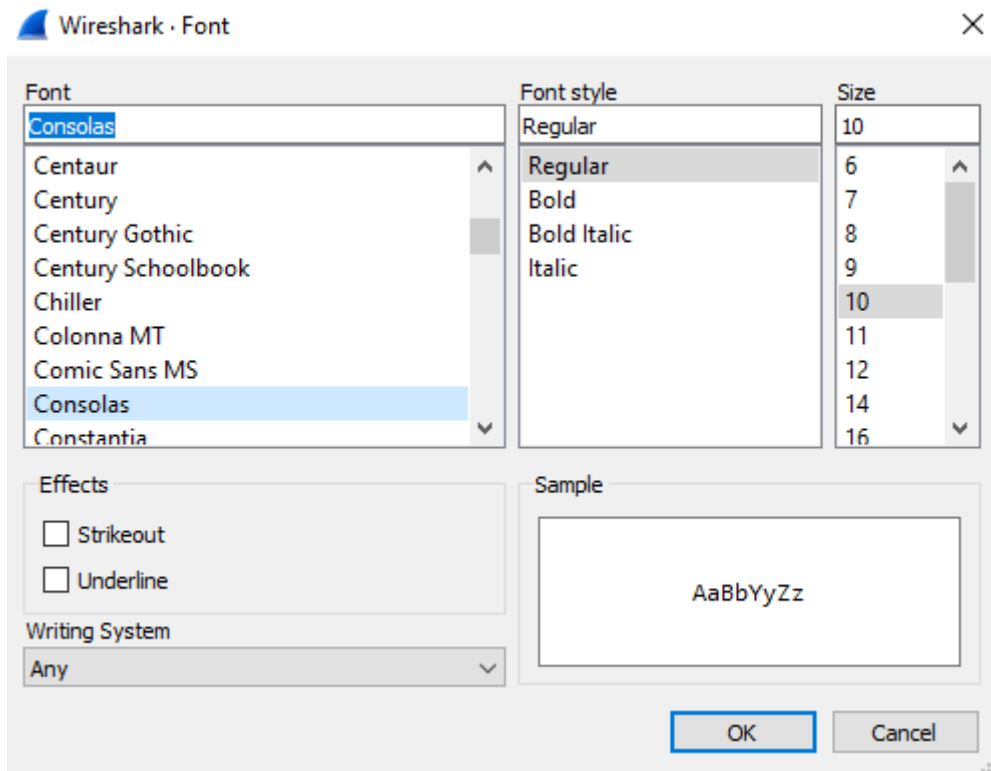 Wireshark · Font
Font
Consolas
Centaur
Century
Century Gothic
Century Schoolbook
Chiller
Colonna MT
Comic Sans MS
Consolas
Constantia
Font style
Regular
Regular
Bold
Bold Italic
Italic
Size
10
6
7
8
9
10
11
12
14
16
Effects
Strikeout
Underline
Writing System
Any
Sample
AaBbYyZz
OK
Cancel